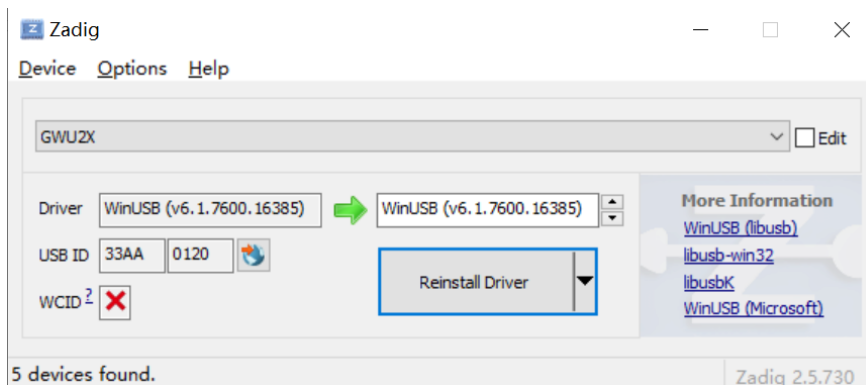 Zadig
Device Options Help
GWU2X
Edit
Driver WinUSB (v6.1.7600.16385) WinUSB (v6.1.7600.16385)
USB ID 33AA 0120
WCID ?
Reinstall Driver
More Information
WinUSB (libusb)
libusb-win32
libusbK
WinUSB (Microsoft)
5 devices found.
Zadig 2.5.730